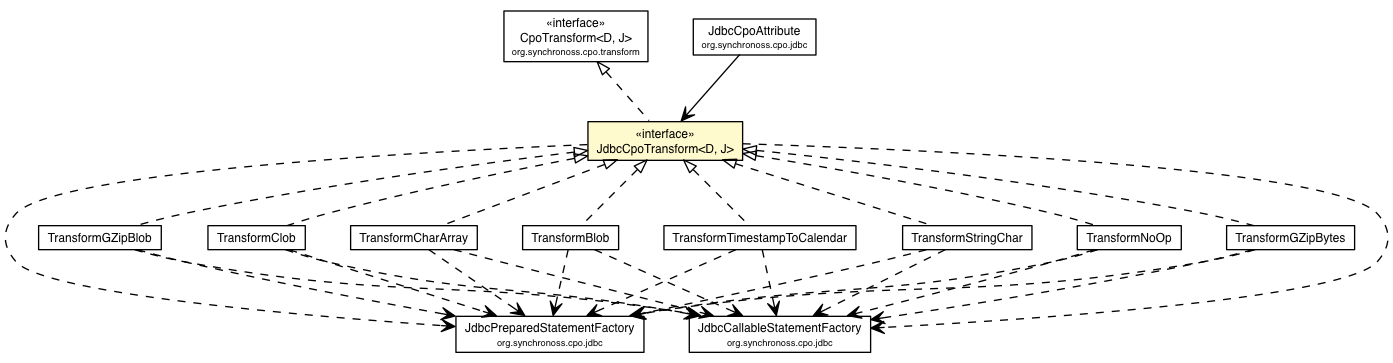 «interface»
CpoTransform<D, J>
org.synchronoss.cpo.transform
JdbcCpoAttribute
org.synchronoss.cpo.jdbc
«interface»
JdbcCpoTransform<D, J>
TransformGZipBlob
TransformClob
TransformCharArray
TransformBlob
TransformTimestampToCalendar
TransformStringChar
TransformNoOp
TransformGZipBytes
JdbcPreparedStatementFactory
org.synchronoss.cpo.jdbc
JdbcCallableStatementFactory
org.synchronoss.cpo.jdbc